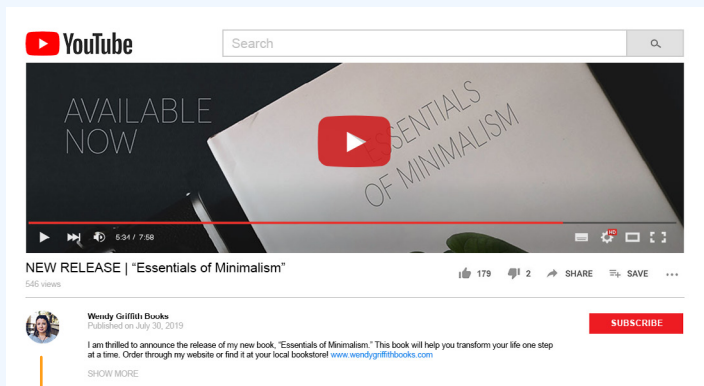 YouTube
Search
AVAILABLE
NOW
ESSENTIALS
OF MINIMALISM
5:34 / 7:58
HD
NEW RELEASE | “Essentials of Minimalism”
546 views
179
2
SHARE
SAVE
Wendy Griffith Books
Published on July 30, 2019
SUBSCRIBE
I am thrilled to announce the release of my new book, “Essentials of Minimalism.” This book will help you transform your life one step
at a time. Order through my website or find it at your local bookstore! www.wendygriffithbooks.com
SHOW MORE